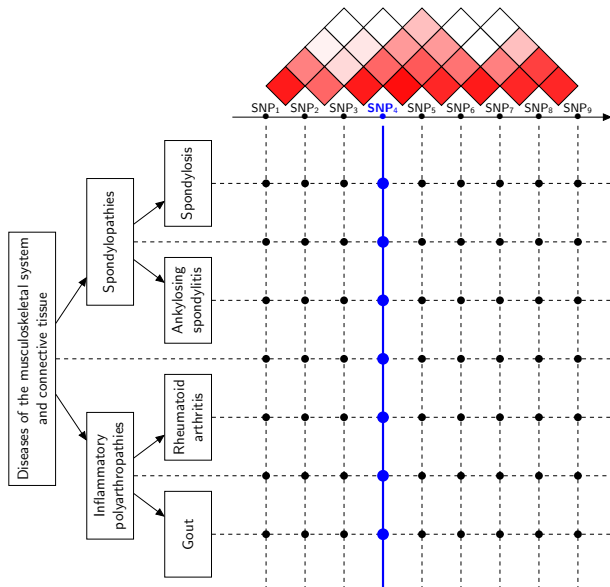 SNP₁ SNP₂ SNP₃ SNP₄ SNP₅ SNP₆ SNP₇ SNP₈ SNP₉
Diseases of the musculoskeletal system
and connective tissue
Spondylopathies
Spondylosis
Ankylosing
spondylitis
Inflammatory
polyarthropathies
Rheumatoid
arthritis
Gout